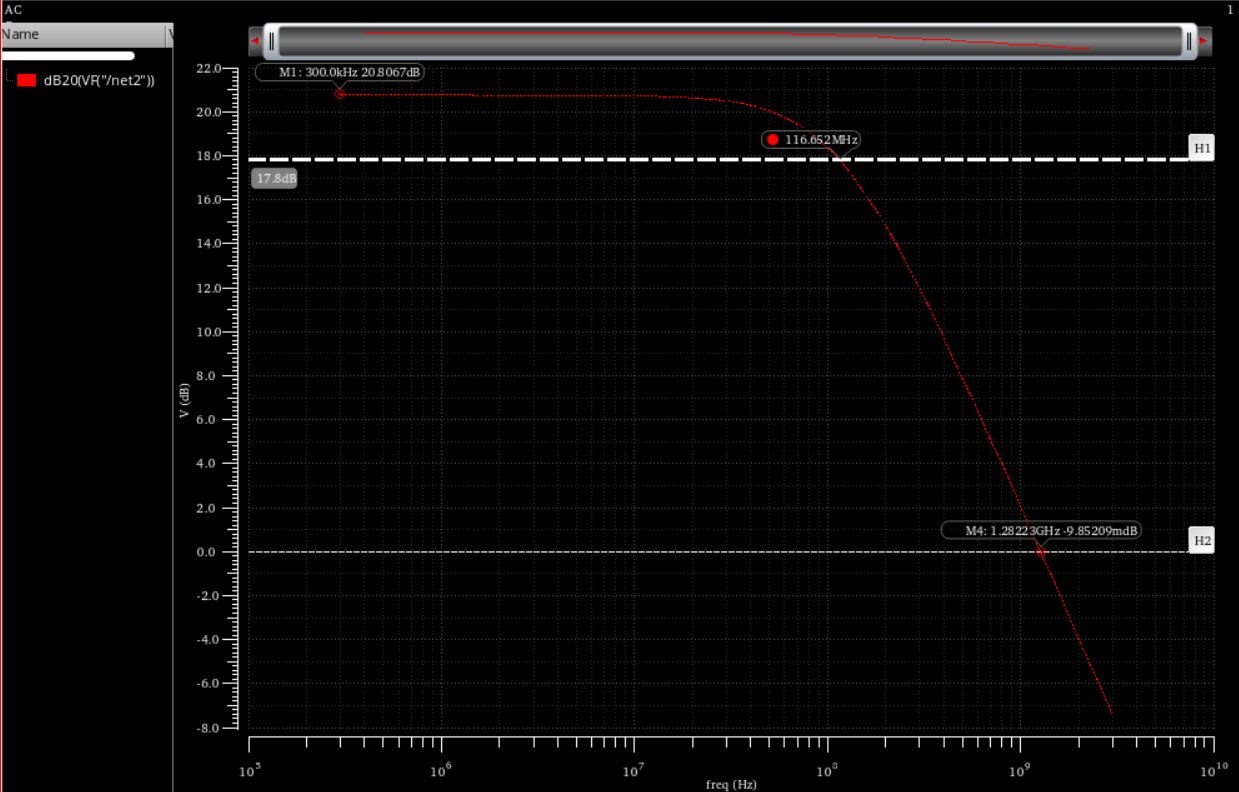 AC
1
Name
V
dB20(VF("/net2"))
22.0
M1: 300.0kHz 20.8067dB
20.0
116.652MHz
18.0
H1
17.8dB
16.0
14.0
12.0
10.0
8.0
V (dB)
6.0
4.0
2.0
M4: 1.28223GHz -9.85209mdB
0.0
H2
-2.0
-4.0
-6.0
-8.0
10^5 10^6 10^7 10^8 10^9 10^10
freq (Hz)